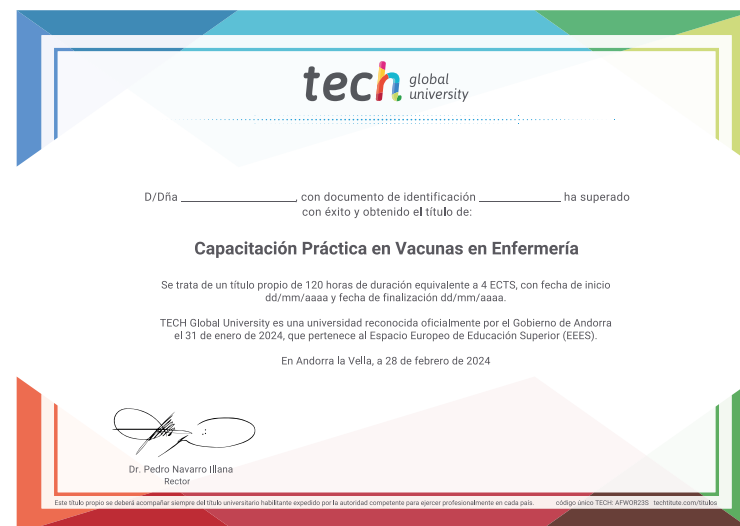 tech global university
D/Dña ______________, con documento de identificación __________ ha superado
con éxito y obtenido el título de:
Capacitación Práctica en Vacunas en Enfermería
Se trata de un título propio de 120 horas de duración equivalente a 4 ECTS, con fecha de inicio
dd/mm/aaaa y fecha de finalización dd/mm/aaaa.
TECH Global University es una universidad reconocida oficialmente por el Gobierno de Andorra
el 31 de enero de 2024, que pertenece al Espacio Europeo de Educación Superior (EEES).
En Andorra la Vella, a 28 de febrero de 2024
Dr. Pedro Navarro Illana
Rector
Este título propio se deberá acompañar siempre del título universitario habilitante expedido por la autoridad competente para ejercer profesionalmente en cada país. código único TECH: AFWOR23S techtitute.com/titulos